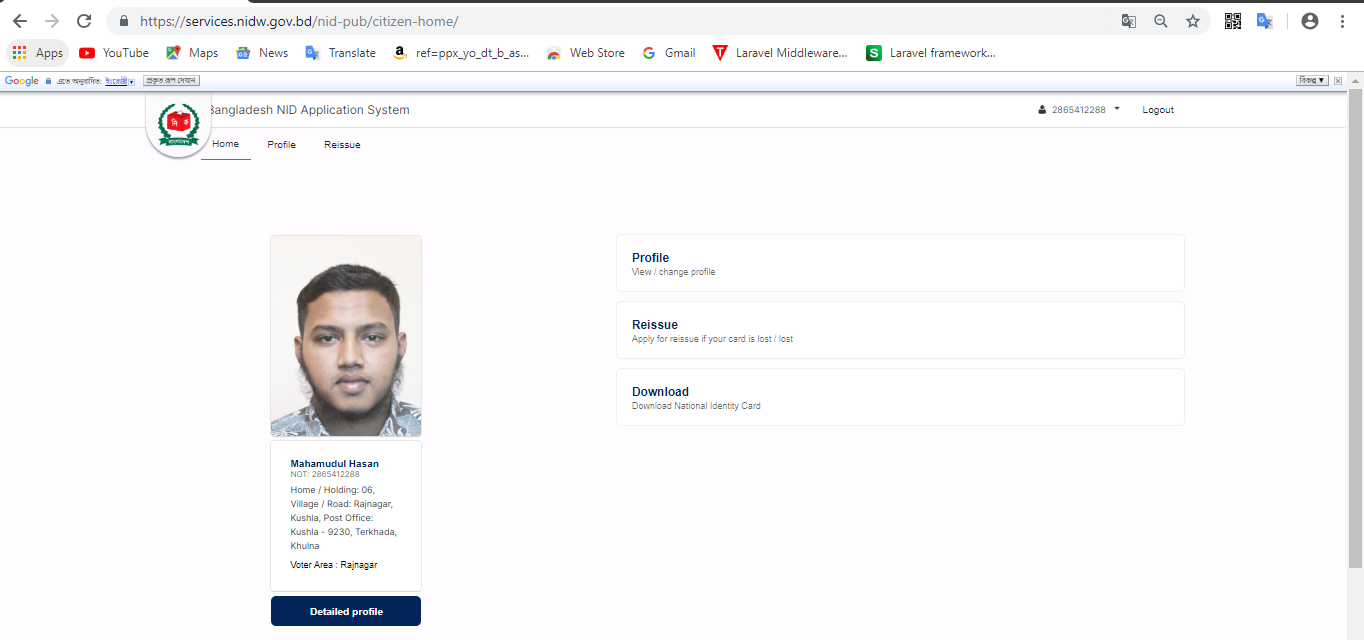 https://services.nidw.gov.bd/nid-pub/citizen-home/
Apps YouTube Maps News Translate ref=ppx_yo_dt_b_as... Web Store Gmail Laravel Middleware... Laravel framework...
Google এতে অনুবাদিত: ইংরেজী প্রকৃত রূপ দেখান বিকল্প ▼
Bangladesh NID Application System 2865412288 Logout
Home Profile Reissue
Profile
View / change profile
Reissue
Apply for reissue if your card is lost / lost
Download
Download National Identity Card
Mahamudul Hasan
NOT: 2865412288
Home / Holding: 06,
Village / Road: Rajnagar,
Kushla, Post Office:
Kushla - 9230, Terkhada,
Khulna
Voter Area : Rajnagar
Detailed profile